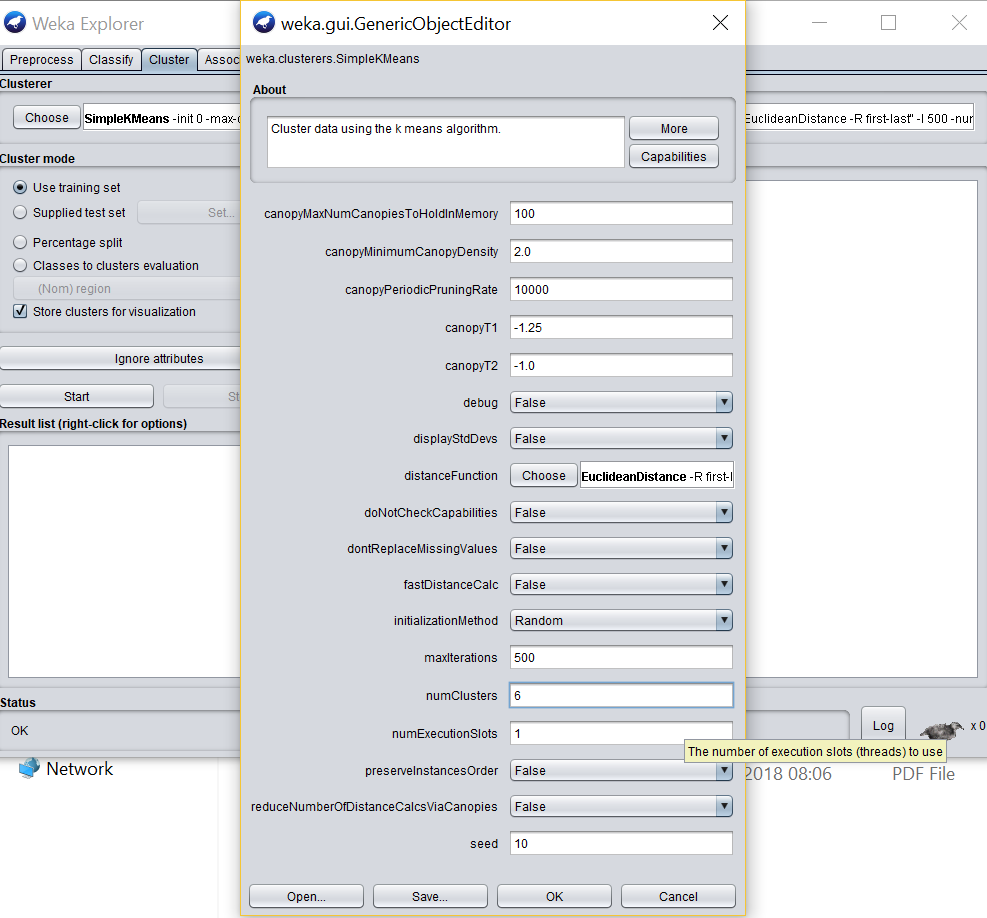 Weka Explorer
weka.gui.GenericObjectEditor
Preprocess Classify Cluster Assoc
weka.clusterers.SimpleKMeans
Clusterer
About
Choose SimpleKMeans -init 0 -max-
Cluster data using the k means algorithm.
More
EuclideanDistance -R first-last" -I 500 -nur
Capabilities
Cluster mode
Use training set
Supplied test set Set...
Percentage split
Classes to clusters evaluation
(Nom) region
Store clusters for visualization
Ignore attributes
Start St
Result list (right-click for options)
canopyMaxNumCanopiesToHoldInMemory 100
canopyMinimumCanopyDensity 2.0
canopyPeriodicPruningRate 10000
canopyT1 -1.25
canopyT2 -1.0
debug False
displayStdDevs False
distanceFunction Choose EuclideanDistance -R first-l
doNotCheckCapabilities False
dontReplaceMissingValues False
fastDistanceCalc False
initializationMethod Random
maxIterations 500
numClusters 6
numExecutionSlots 1
The number of execution slots (threads) to use
preserveInstancesOrder False
reduceNumberOfDistanceCalcsViaCanopies False
seed 10
Open... Save... OK Cancel
Status
OK
Log x 0
Network
2018 08:06 PDF File